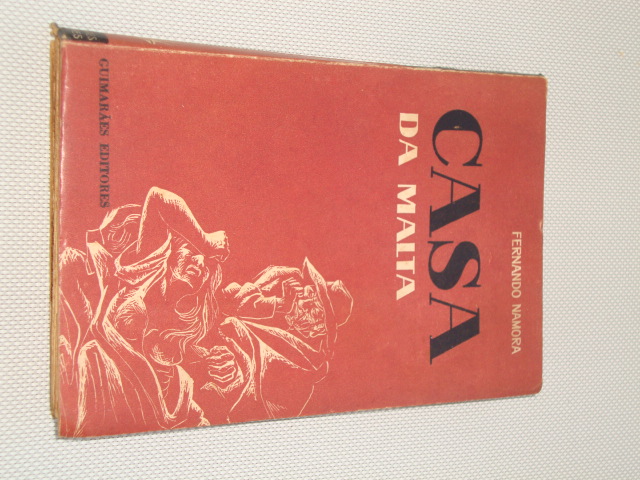 FERNANDO NAMORA
CASA
DA MALTA
GUIMARÃES EDITORES